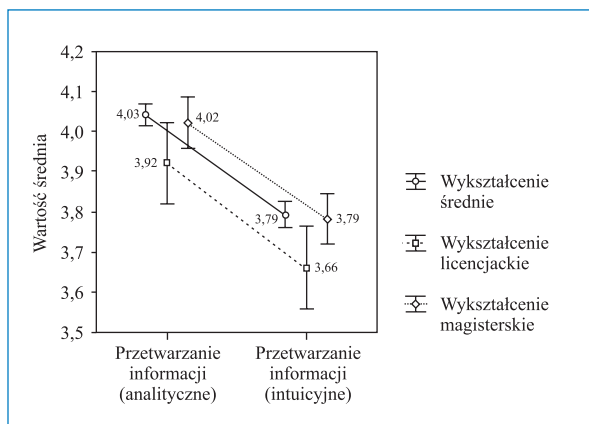 4,2
4,1
4,0
3,9
3,8
3,7
3,6
3,5
Wartość średnia
4,03
4,02
3,92
3,79
3,79
3,66
Przetwarzanie
informacji
(analityczne)
Przetwarzanie
informacji
(intuicyjne)
Wykształcenie
średnie
Wykształcenie
licencjackie
Wykształcenie
magisterskie